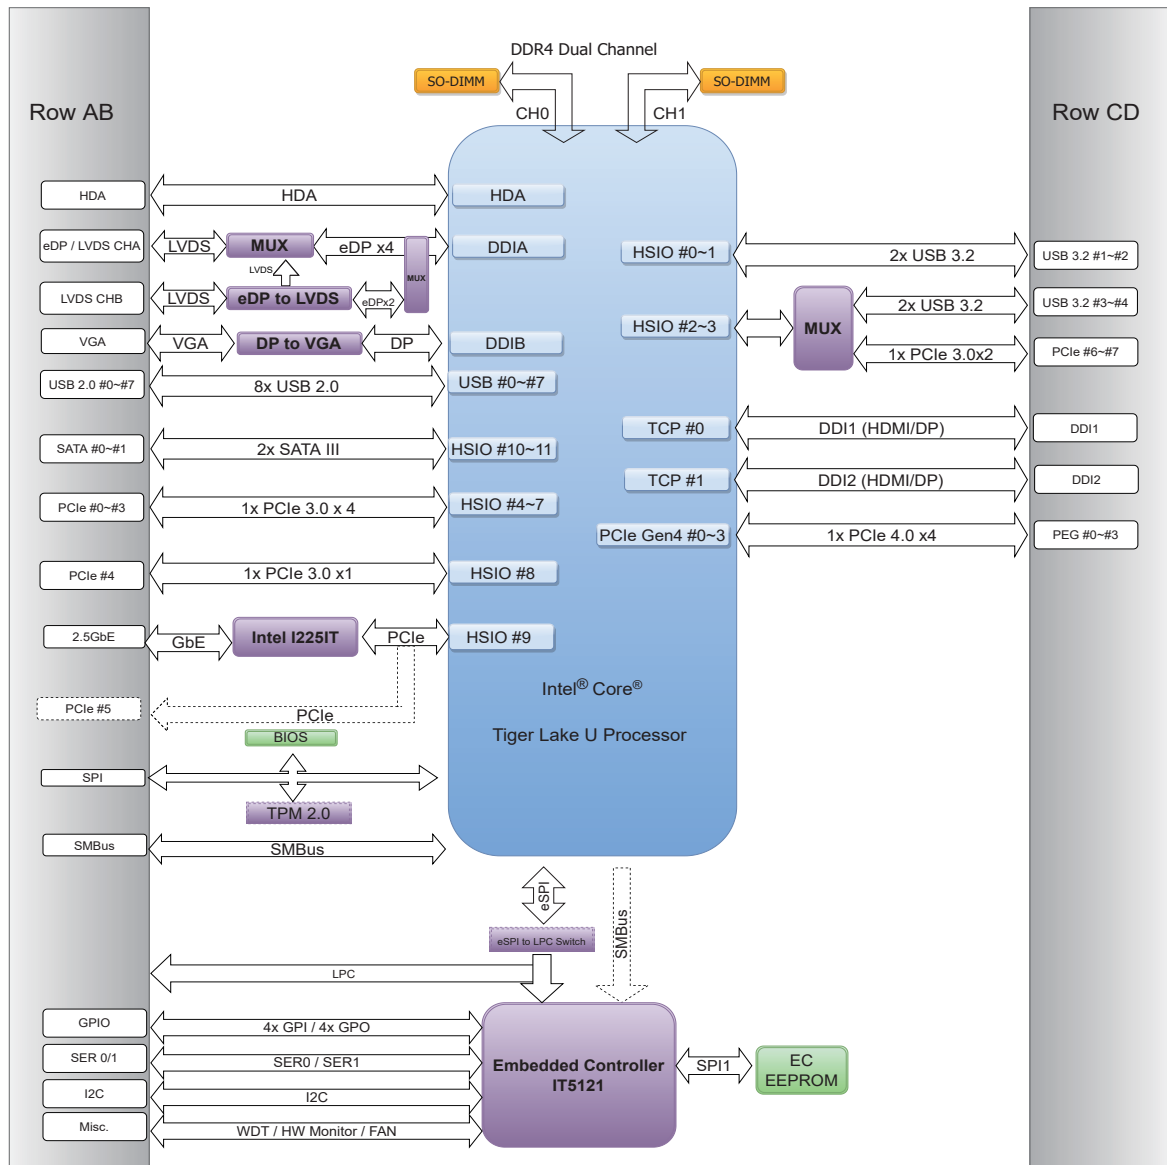 DDR4 Dual Channel
SO-DIMM
SO-DIMM
CH0
CH1
Row AB
Row CD
HDA
HDA
HDA
eDP / LVDS CHA
LVDS
MUX
eDP x4
DDIA
LVDS
MUX
LVDS CHB
LVDS
eDP to LVDS
eDPx2
VGA
VGA
DP to VGA
DP
DDIB
USB 2.0 #0~#7
8x USB 2.0
USB #0~#7
SATA #0~#1
2x SATA III
HSIO #10~11
PCIe #0~#3
1x PCIe 3.0 x 4
HSIO #4~7
PCIe #4
1x PCIe 3.0 x1
HSIO #8
2.5GbE
GbE
Intel I225IT
PCIe
HSIO #9
PCIe #5
PCIe
BIOS
SPI
TPM 2.0
SMBus
SMBus
HSIO #0~1
2x USB 3.2
USB 3.2 #1~#2
HSIO #2~3
MUX
2x USB 3.2
USB 3.2 #3~#4
1x PCIe 3.0x2
PCIe #6~#7
TCP #0
DDI1 (HDMI/DP)
DDI1
TCP #1
DDI2 (HDMI/DP)
DDI2
PCIe Gen4 #0~3
1x PCIe 4.0 x4
PEG #0~#3
Intel® Core®
Tiger Lake U Processor
eSPI
SMBus
eSPI to LPC Switch
LPC
GPIO
4x GPI / 4x GPO
SER 0/1
SER0 / SER1
I2C
I2C
Misc.
WDT / HW Monitor / FAN
Embedded Controller
IT5121
SPI1
EC
EEPROM